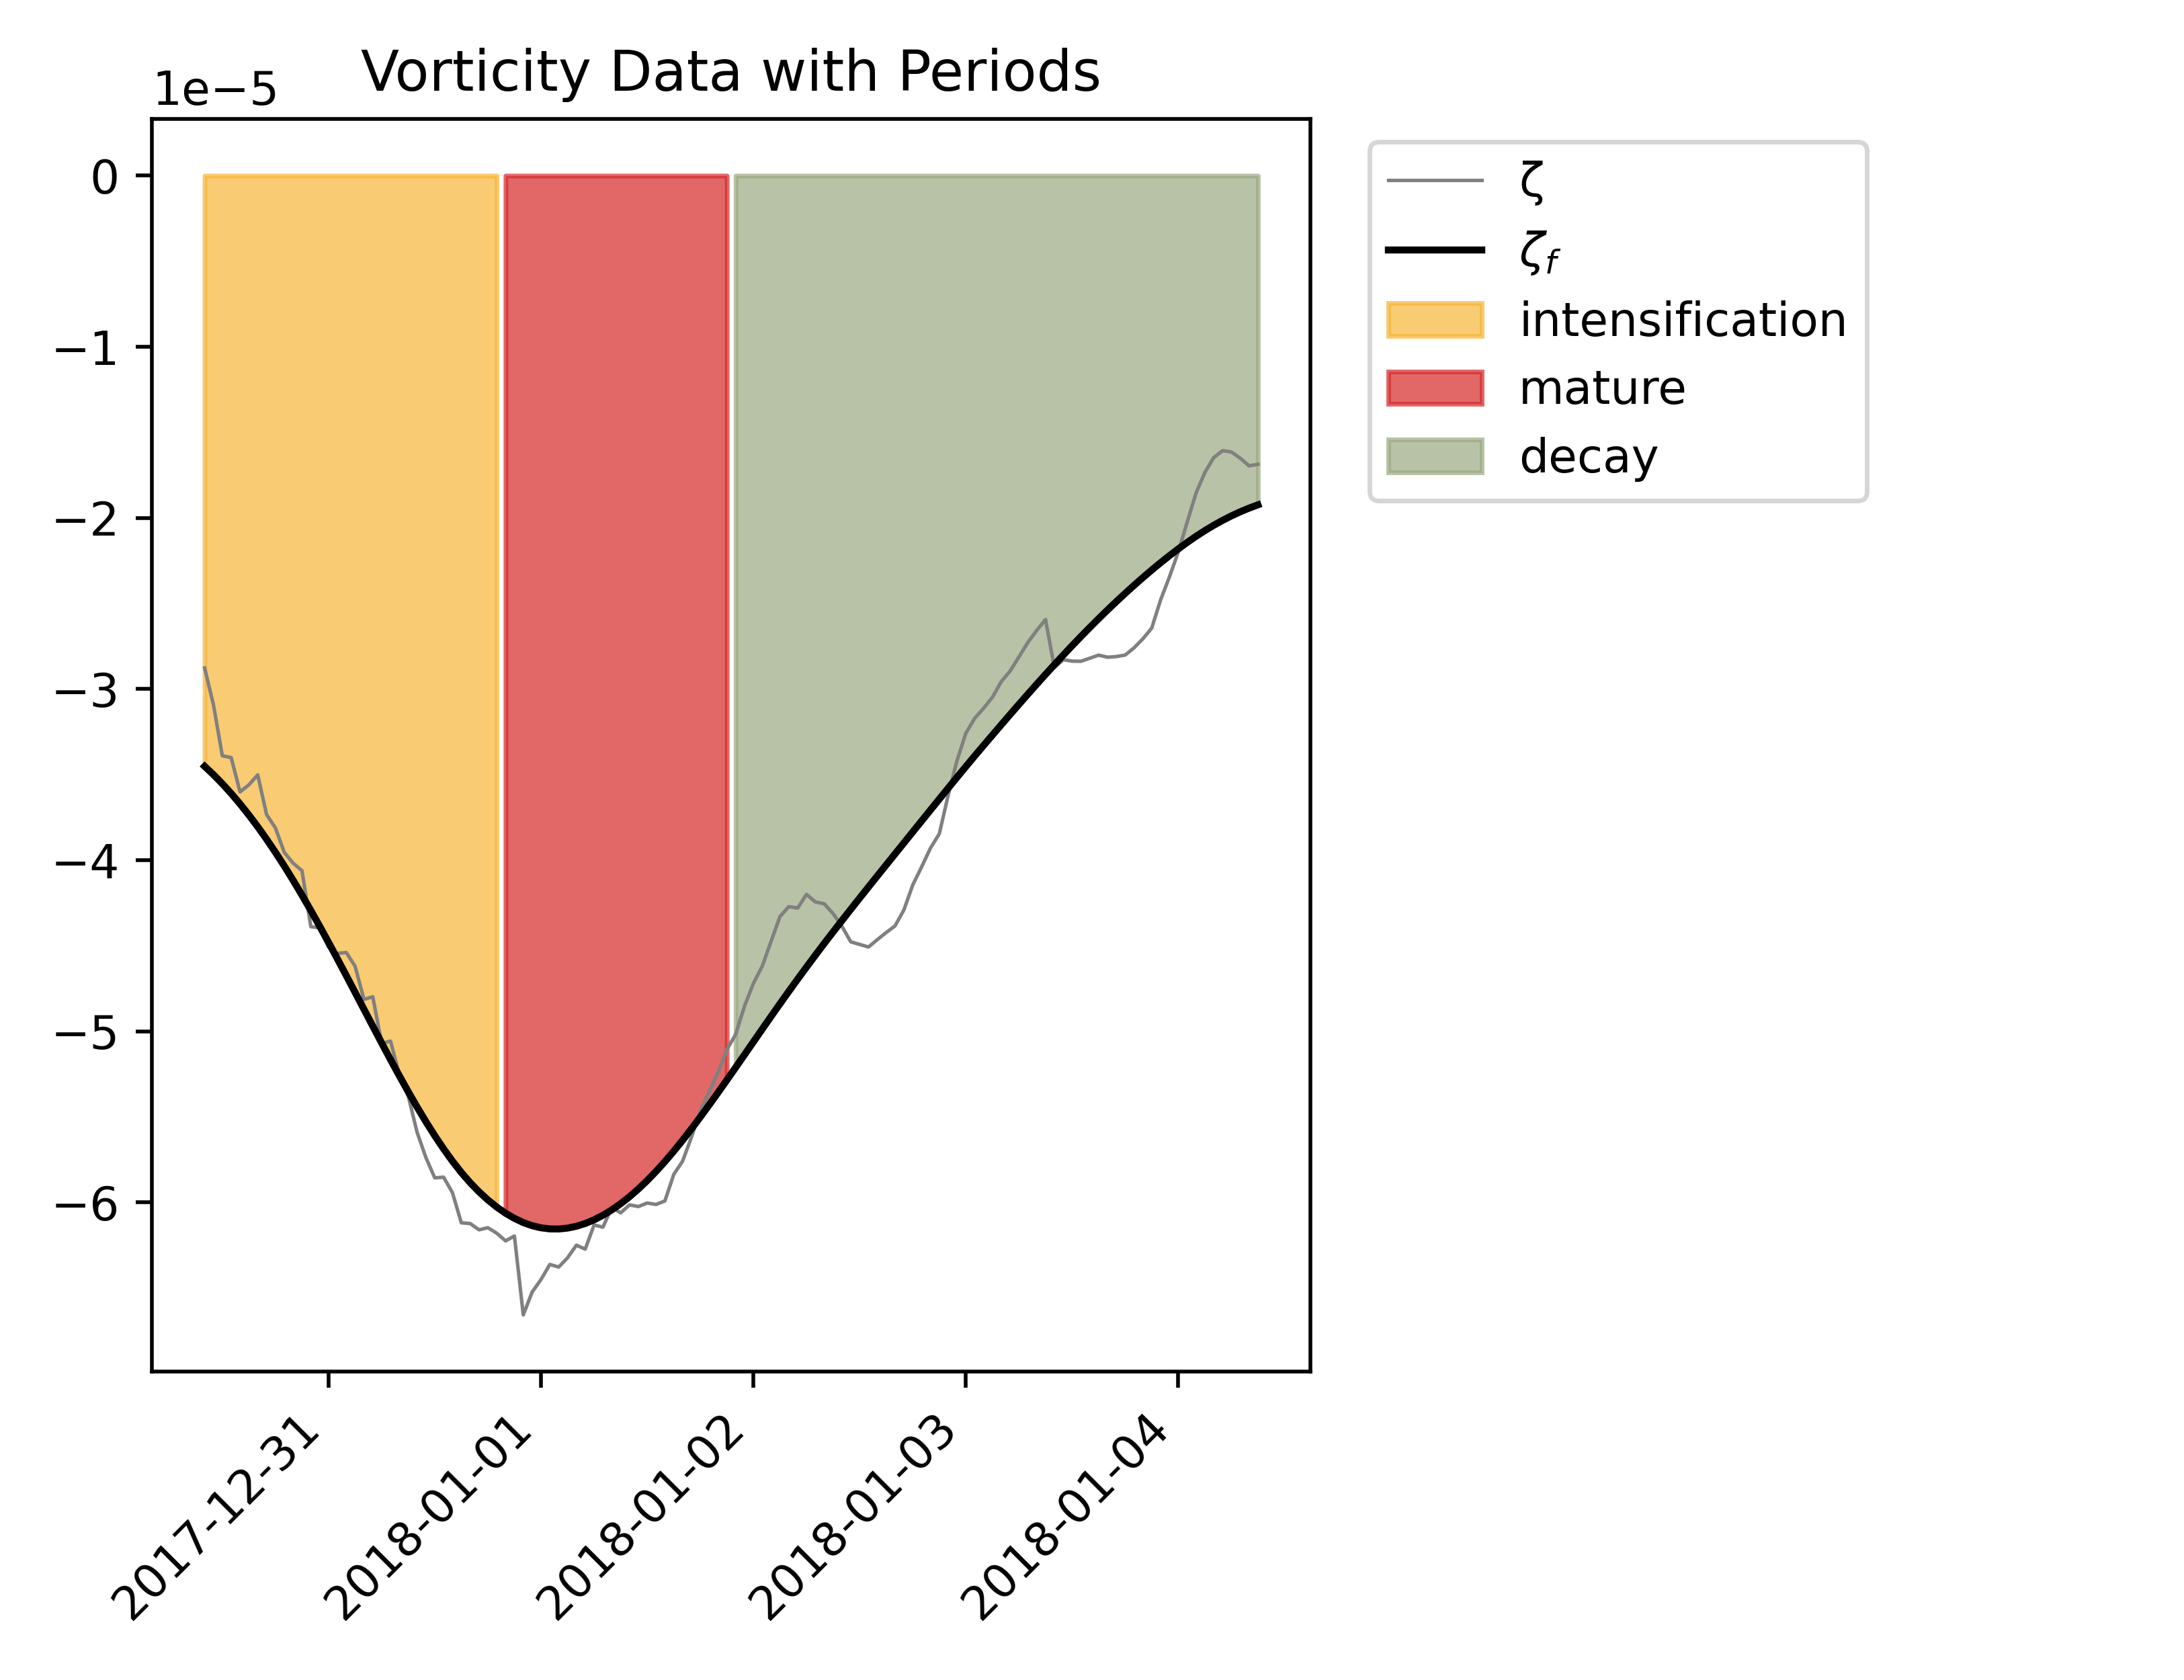 Vorticity Data with Periods
1e−5
0
−1
−2
−3
−4
−5
−6
2017-12-31
2018-01-01
2018-01-02
2018-01-03
2018-01-04
ζ
ζf
intensification
mature
decay